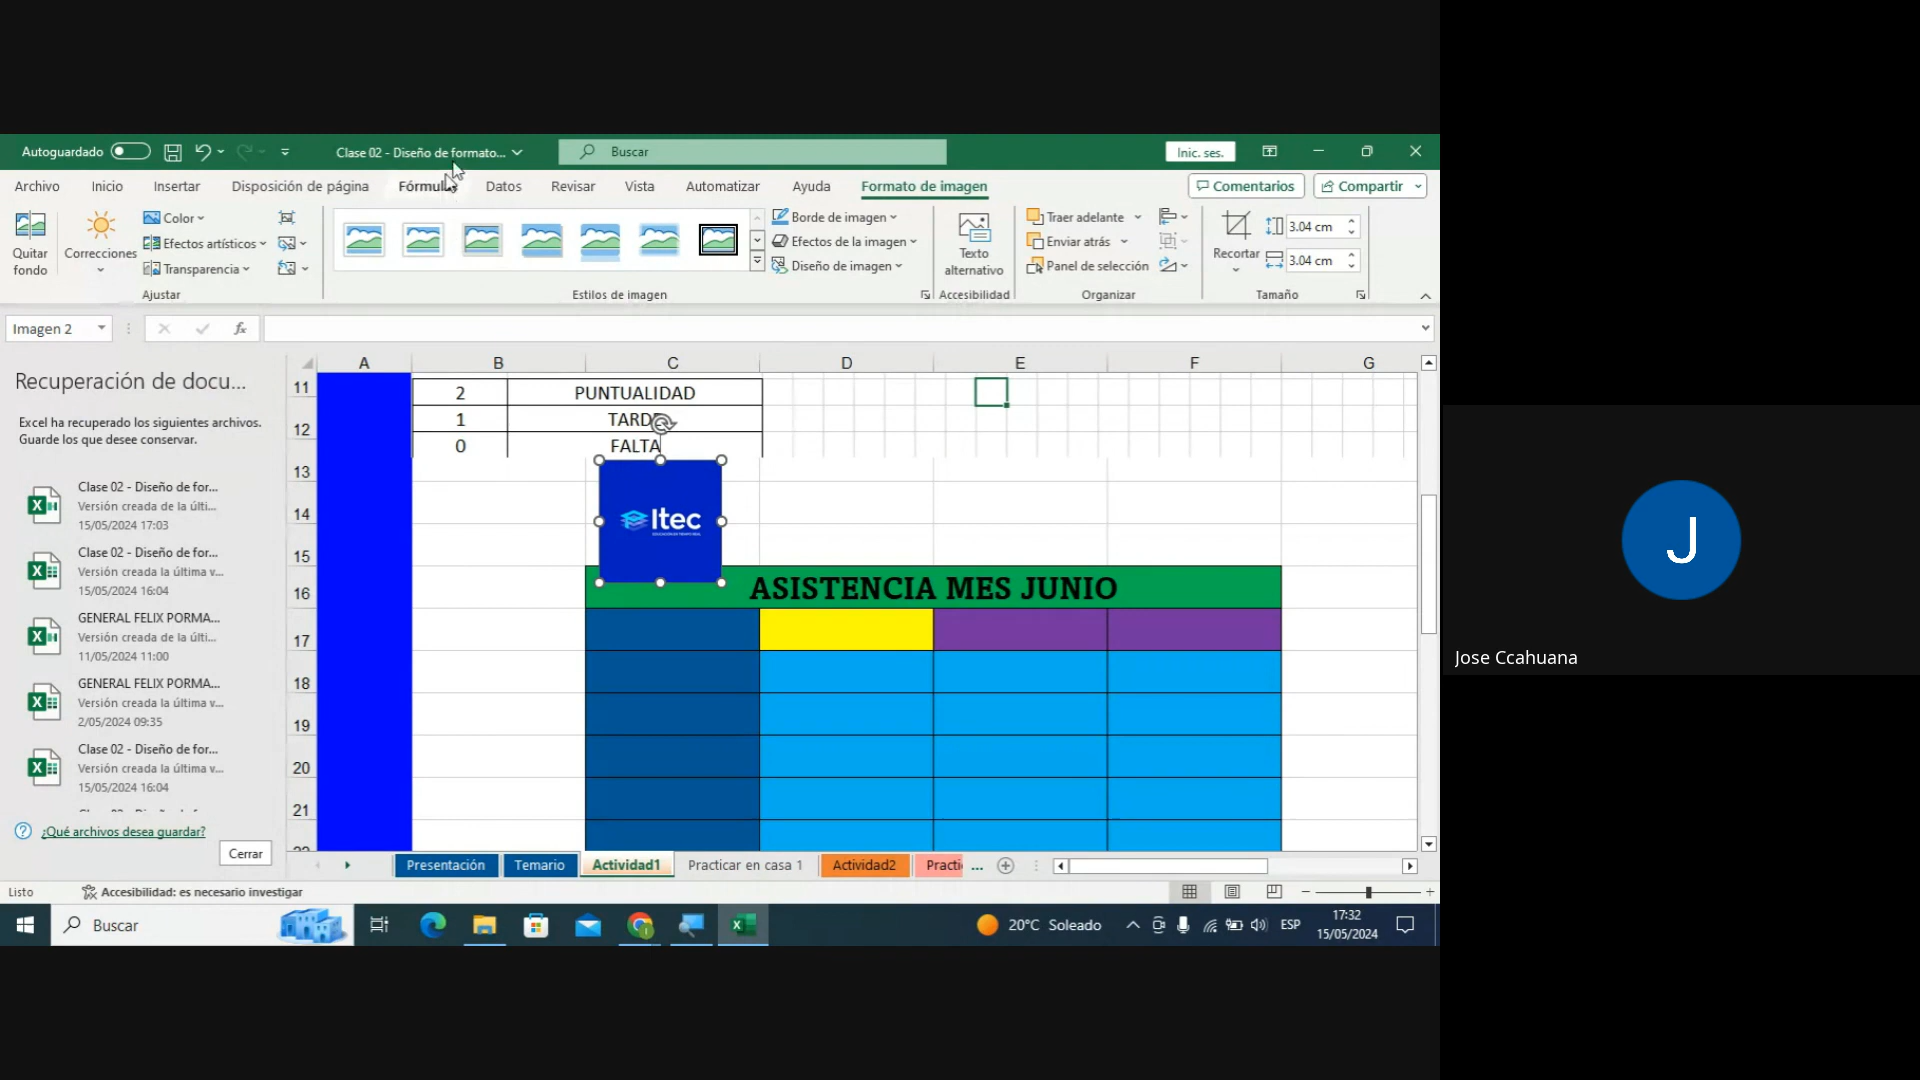 Autoguardado
Clase 02 - Diseño de formato...
Buscar
Inic. ses.
Archivo
Inicio
Insertar
Disposición de página
Datos
Revisar
Vista
Automatizar
Ayuda
Formato de imagen
Comentarios
Compartir
Quitar fondo
Correcciones
Color
Efectos artísticos
Transparencia
Ajustar
Estilos de imagen
Borde de imagen
Efectos de la imagen
Diseño de imagen
Texto alternativo
Accesibilidad
Traer adelante
Enviar atrás
Panel de selección
Organizar
Recortar
3.04 cm
3.04 cm
Tamaño
Imagen 2
fx
Recuperación de docu...
Excel ha recuperado los siguientes archivos.
Guarde los que desee conservar.
Clase 02 - Diseño de for...
Versión creada de la últi...
15/05/2024 17:03
Clase 02 - Diseño de for...
Versión creada la última v...
15/05/2024 16:04
GENERAL FELIX PORMA...
Versión creada de la últi...
11/05/2024 11:00
GENERAL FELIX PORMA...
Versión creada la última v...
2/05/2024 09:35
Clase 02 - Diseño de for...
Versión creada la última v...
15/05/2024 16:04
¿Qué archivos desea guardar?
Cerrar
A B C D E F G
11
12
13
14
15
16
17
18
19
20
21
2 PUNTUALIDAD
1
0 FALTA
Itec
ASISTENCIA MES JUNIO
Presentación
Temario
Actividad1
Practicar en casa 1
Actividad2
Practi
...
Listo
Accesibilidad: es necesario investigar
Buscar
20°C Soleado
ESP
17:32
15/05/2024
J
Jose Ccahuana